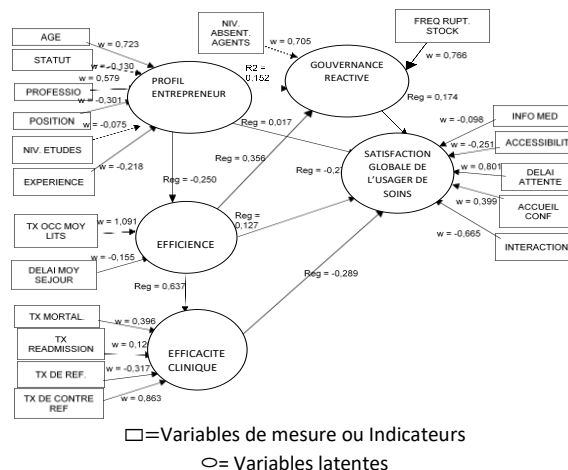 AGE
w = 0,723
STATUT
w = -0,130
w = 0,579
PROFESSIO
w = -0,301
POSITION
w = -0,075
NIV. ETUDES
w = -0,218
EXPERIENCE
PROFIL
ENTREPRENEUR
R2 =
0.152
NIV.
ABSENT.
AGENTS
w = 0,705
FREQ RUPT.
STOCK
w = 0,766
GOUVERNANCE
REACTIVE
Reg = 0,174
Reg = 0,017
Reg = 0,356
Reg = -0,250
Reg =
0,127
SATISFACTION
GLOBALE DE
L'USAGER DE
SOINS
w = -0,098
INFO MED
w = -0,251
ACCESSIBILIT
w = 0,801
DELAI
ATTENTE
w = 0,399
ACCUEIL
CONF
w = -0,665
INTERACTION
TX OCC MOY
LITS
w = 1,091
EFFICIENCE
DELAI MOY
SEJOUR
w = -0,155
Reg = 0,637
Reg = -0,289
TX MORTAL.
w = 0,396
TX
READMISSION
w = 0,12
TX DE REF.
w = -0,317
TX DE CONTRE
REF
w = 0,863
EFFICACITE
CLINIQUE
=Variables de mesure ou Indicateurs
= Variables latentes